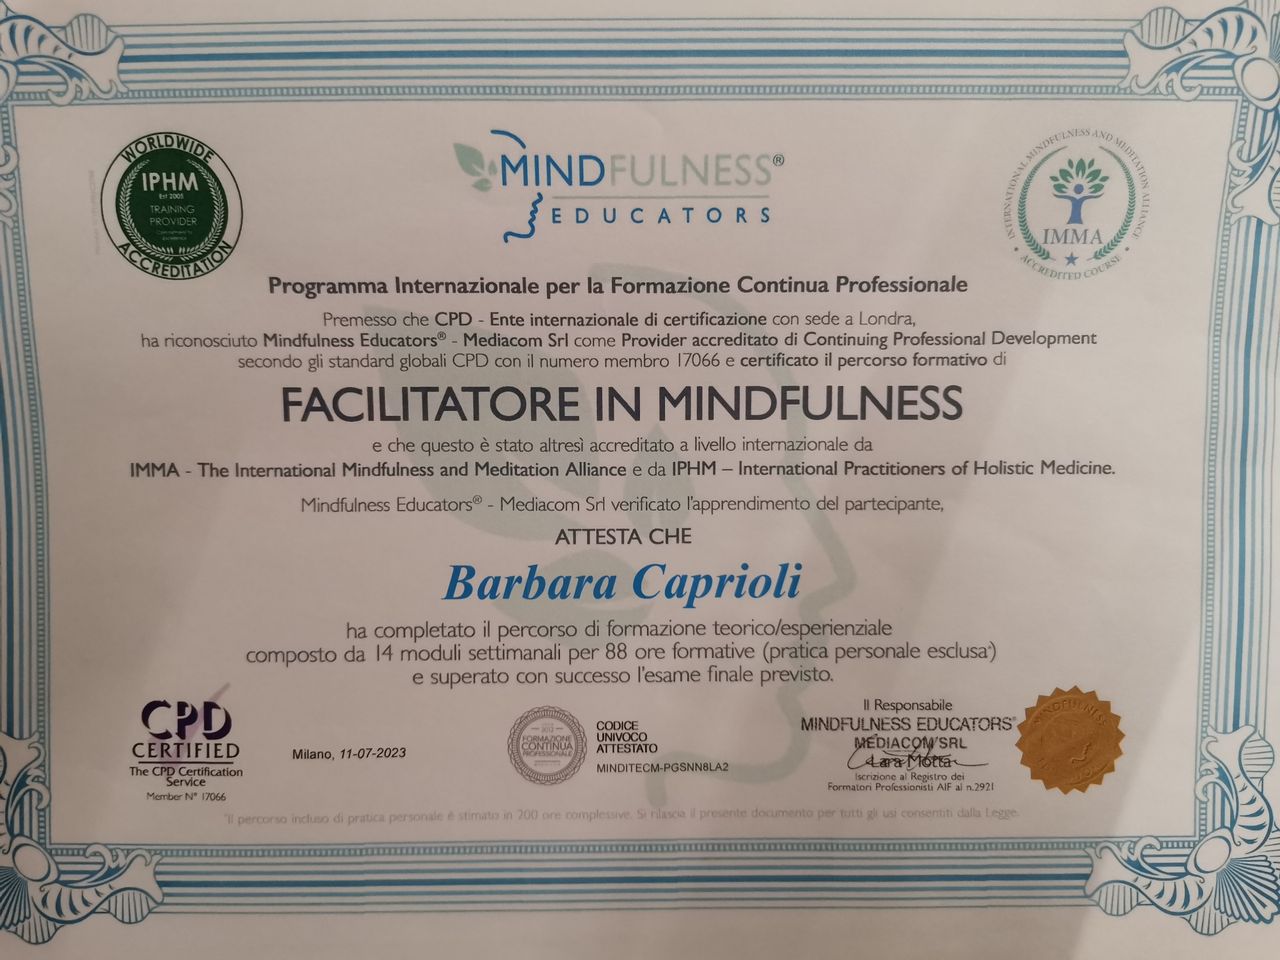 WORLDWIDE
IPHM
Est 2005
TRAINING
PROVIDER
ACCREDITATION
MINDFULNESS®
EDUCATORS
INTERNATIONAL MINDFULNESS AND MEDITATION ALLIANCE
IMMA
ACCREDITED COURSE
Programma Internazionale per la Formazione Continua Professionale
Premesso che CPD - Ente internazionale di certificazione con sede a Londra,
ha riconosciuto Mindfulness Educators® - Mediacom Srl come Provider accreditato di Continuing Professional Development
secondo gli standard globali CPD con il numero membro 17066 e certificato il percorso formativo di
FACILITATORE IN MINDFULNESS
e che questo è stato altresì accreditato a livello internazionale da
IMMA - The International Mindfulness and Meditation Alliance e da IPHM – International Practitioners of Holistic Medicine.
Mindfulness Educators® - Mediacom Srl verificato l'apprendimento del partecipante,
ATTESTA CHE
Barbara Caprioli
ha completato il percorso di formazione teorico/esperienziale
composto da 14 moduli settimanali per 88 ore formative (pratica personale esclusa*)
e superato con successo l'esame finale previsto.
CPD
CERTIFIED
The CPD Certification
Service
Member N° 17066
Milano, 11-07-2023
FORMAZIONE
CONTINUA
PROFESSIONALE
CODICE
UNIVOCO
ATTESTATO
MINDITECM-PGSNN8LA2
Il Responsabile
MINDFULNESS EDUCATORS®
MEDIACOM SRL
Lara Motta
Iscrizione al Registro dei
Formatori Professionisti AIF al n.2921
MINDFULNESS
*Il percorso incluso di pratica personale è stimato in 200 ore complessive. Si rilascia il presente documento per tutti gli usi consentiti dalla Legge.